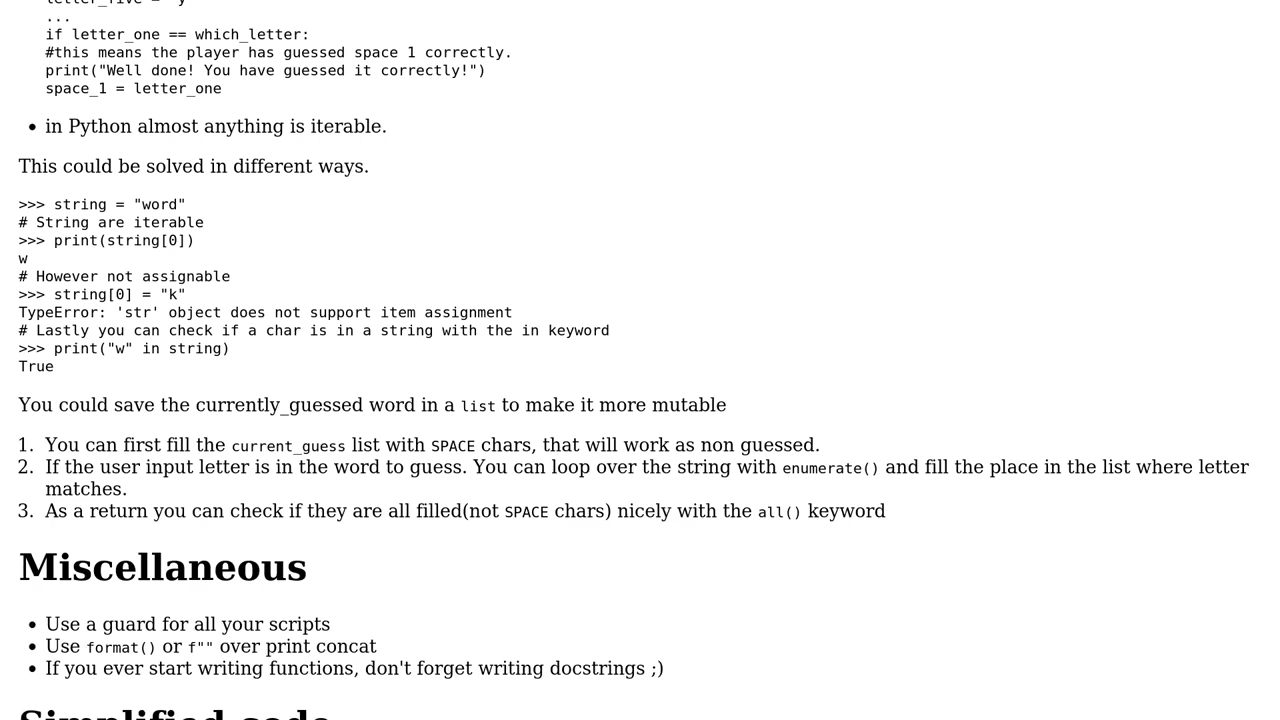 letter_five = "y"
...
if letter_one == which_letter:
#this means the player has guessed space 1 correctly.
print("Well done! You have guessed it correctly!")
space_1 = letter_one
• in Python almost anything is iterable.
This could be solved in different ways.
>>> string = "word"
# String are iterable
>>> print(string[0])
w
# However not assignable
>>> string[0] = "k"
TypeError: 'str' object does not support item assignment
# Lastly you can check if a char is in a string with the in keyword
>>> print("w" in string)
True
You could save the currently_guessed word in a list to make it more mutable
1. You can first fill the current_guess list with SPACE chars, that will work as non guessed.
2. If the user input letter is in the word to guess. You can loop over the string with enumerate() and fill the place in the list where letter
matches.
3. As a return you can check if they are all filled(not SPACE chars) nicely with the all() keyword
Miscellaneous
• Use a guard for all your scripts
• Use format() or f"" over print concat
• If you ever start writing functions, don't forget writing docstrings ;)
Simplified code